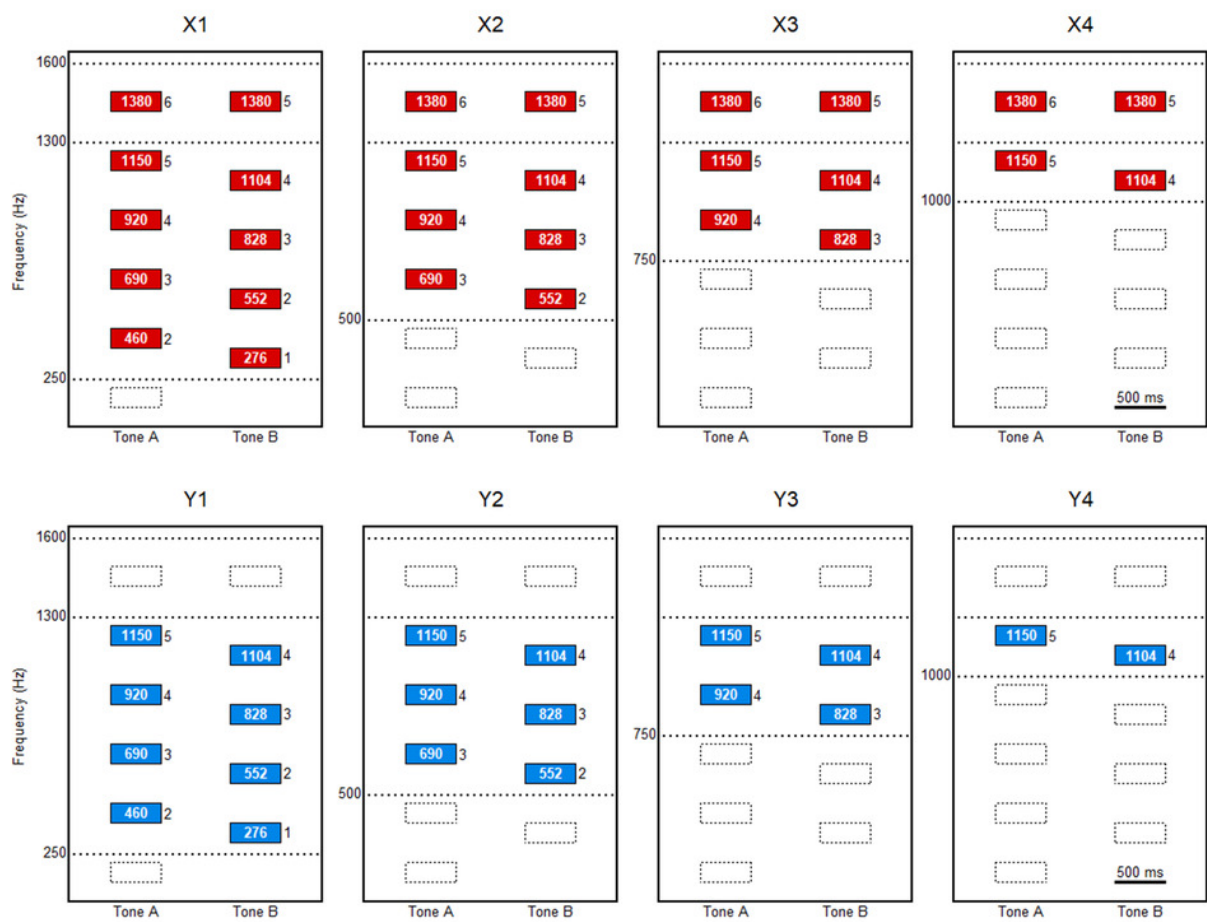 X1 X2 X3 X4
1600
1380 6 1380 5 1380 6 1380 5 1380 6 1380 5 1380 6 1380 5
1300
1150 5 1150 5 1150 5 1150 5
1104 4 1104 4 1104 4 1104 4
1000
920 4 920 4 920 4
828 3 828 3 828 3
750
690 3 690 3
552 2 552 2
500
460 2
276 1
250
500 ms
Frequency (Hz)
Tone A Tone B Tone A Tone B Tone A Tone B Tone A Tone B
Y1 Y2 Y3 Y4
1600
1300
1150 5 1150 5 1150 5 1150 5
1104 4 1104 4 1104 4 1104 4
1000
920 4 920 4 920 4
828 3 828 3 828 3
750
690 3 690 3
552 2 552 2
500
460 2
276 1
250
500 ms
Frequency (Hz)
Tone A Tone B Tone A Tone B Tone A Tone B Tone A Tone B